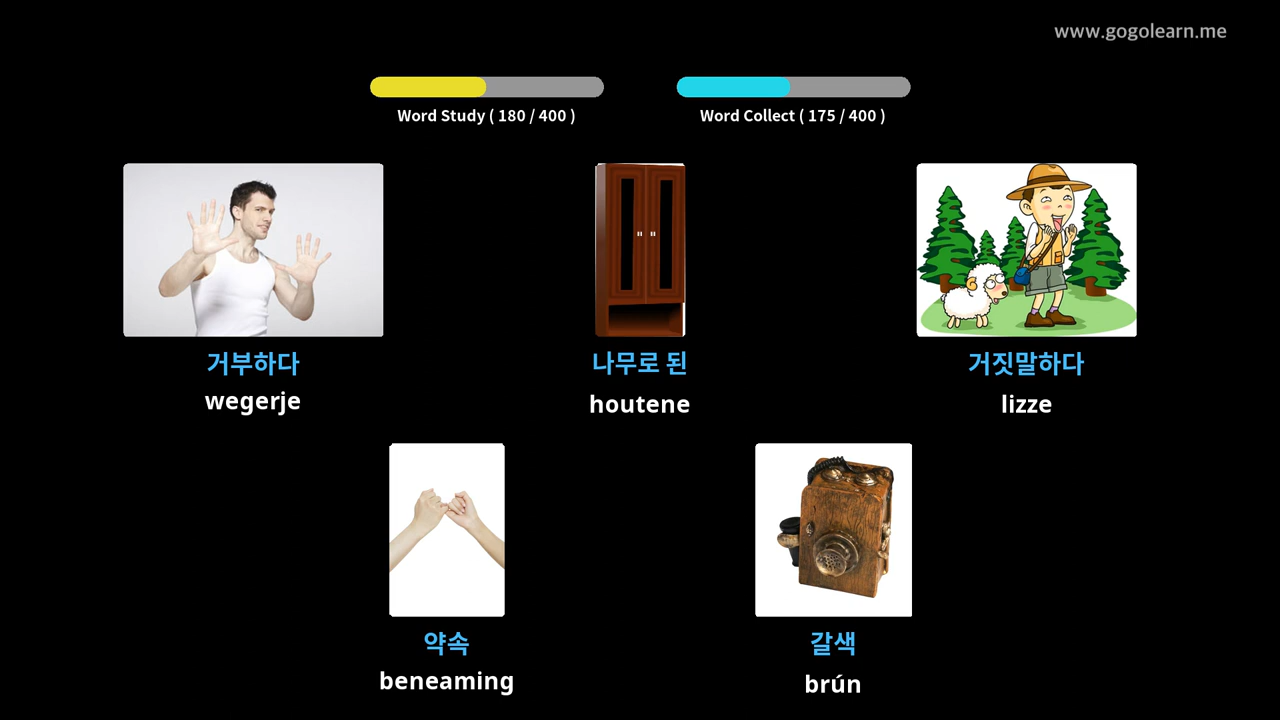 www.gogolearn.me
Word Study ( 180 / 400 )
Word Collect ( 175 / 400 )
거부하다
나무로 된
거짓말하다
wegerje
houtene
lizze
약속
갈색
beneaming
brún